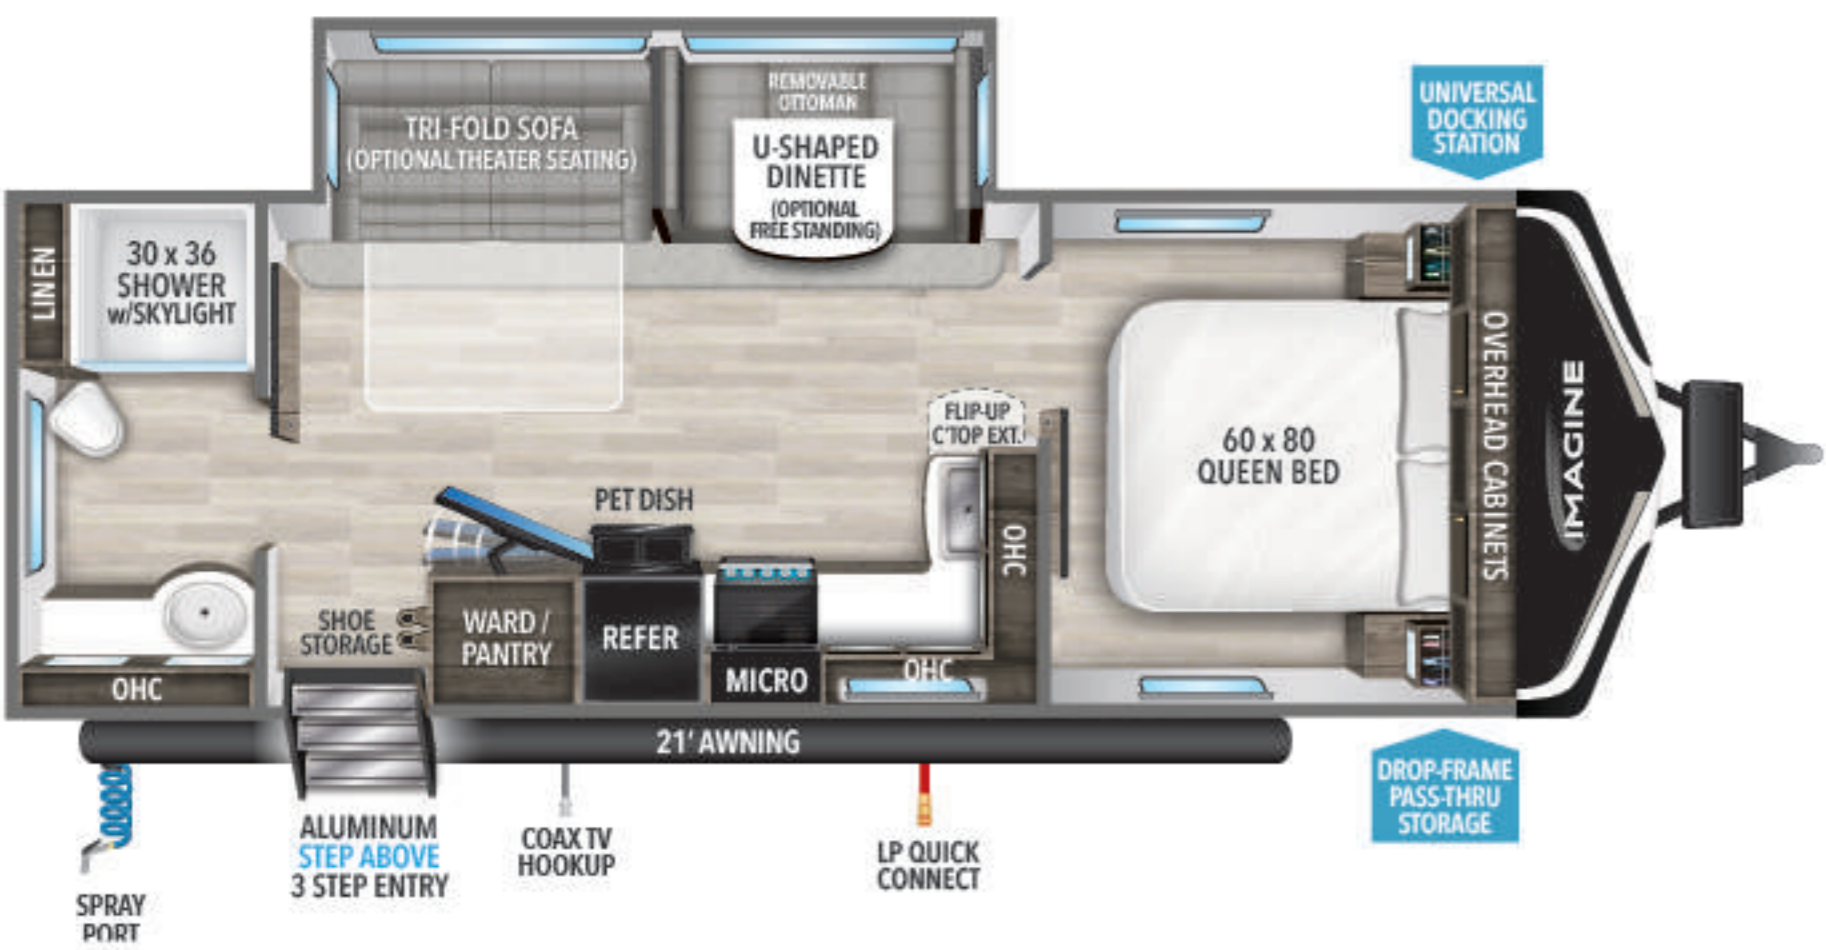 REMOVABLE
OTTOMAN
TRI-FOLD SOFA
(OPTIONAL THEATER SEATING)
U-SHAPED
DINETTE
(OPTIONAL
FREE STANDING)
UNIVERSAL
DOCKING
STATION
LINEN
30 x 36
SHOWER
w/SKYLIGHT
FLIP-UP
C'TOP EXT.
60 x 80
QUEEN BED
OVERHEAD CABINETS
IMAGINE
PET DISH
OHC
SHOE
STORAGE
WARD /
PANTRY
REFER
MICRO
OHC
OHC
21' AWNING
DROP-FRAME
PASS-THRU
STORAGE
ALUMINUM
STEP ABOVE
3 STEP ENTRY
COAX TV
HOOKUP
LP QUICK
CONNECT
SPRAY
PORT